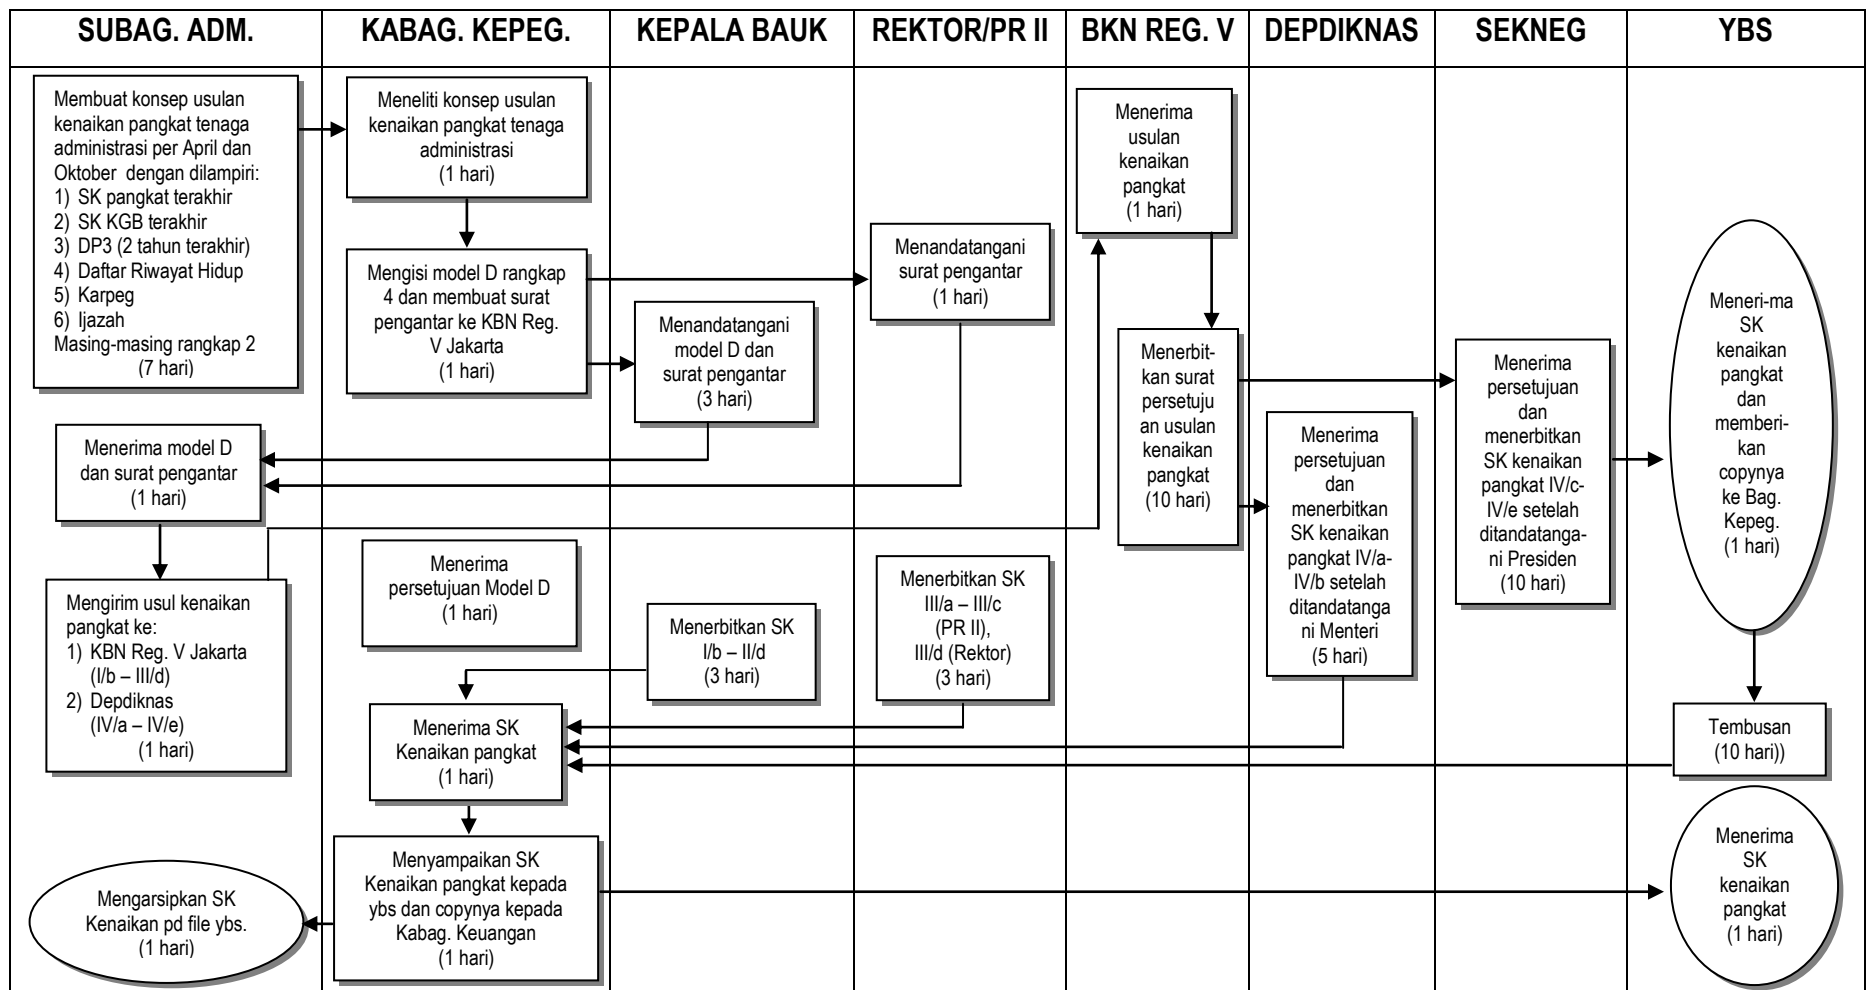 SUBAG. ADM.
KABAG. KEPEG.
KEPALA BAUK
REKTOR/PR II
BKN REG. V
DEPDIKNAS
SEKNEG
YBS
Membuat konsep usulan
kenaikan pangkat tenaga
administrasi per April dan
Oktober dengan dilampiri:
1) SK pangkat terakhir
2) SK KGB terakhir
3) DP3 (2 tahun terakhir)
4) Daftar Riwayat Hidup
5) Karpeg
6) Ijazah
Masing-masing rangkap 2
(7 hari)
Meneliti konsep usulan
kenaikan pangkat tenaga
administrasi
(1 hari)
Mengisi model D rangkap
4 dan membuat surat
pengantar ke KBN Reg.
V Jakarta
(1 hari)
Menandatangani
model D dan
surat pengantar
(3 hari)
Menandatangani
surat pengantar
(1 hari)
Menerima
usulan
kenaikan
pangkat
(1 hari)
Menerbit-
kan surat
persetuju
an usulan
kenaikan
pangkat
(10 hari)
Menerima
persetujuan
dan
menerbitkan
SK kenaikan
pangkat IV/a-
IV/b setelah
ditandatanga
ni Menteri
(5 hari)
Menerima
persetujuan
dan
menerbitkan
SK kenaikan
pangkat IV/c-
IV/e setelah
ditandatanga-
ni Presiden
(10 hari)
Meneri-ma
SK
kenaikan
pangkat
dan
memberi-
kan
copynya
ke Bag.
Kepeg.
(1 hari)
Menerima model D
dan surat pengantar
(1 hari)
Mengirim usul kenaikan
pangkat ke:
1) KBN Reg. V Jakarta
(I/b – III/d)
2) Depdiknas
(IV/a – IV/e)
(1 hari)
Menerima
persetujuan Model D
(1 hari)
Menerbitkan SK
I/b – II/d
(3 hari)
Menerbitkan SK
III/a – III/c
(PR II),
III/d (Rektor)
(3 hari)
Menerima SK
Kenaikan pangkat
(1 hari)
Tembusan
(10 hari))
Menyampaikan SK
Kenaikan pangkat kepada
ybs dan copynya kepada
Kabag. Keuangan
(1 hari)
Mengarsipkan SK
Kenaikan pd file ybs.
(1 hari)
Menerima
SK
kenaikan
pangkat
(1 hari)